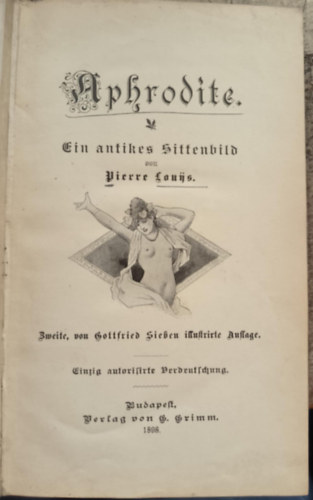 Aphrodite.
Ein antikes Sittenbild
von
Pierre Louÿs.
Zweite, von Gottfried Sieben illustrirte Auflage.
Einzig autorisirte Verdeutschung.
Budapest,
Verlag von G. Grimm.
1898.